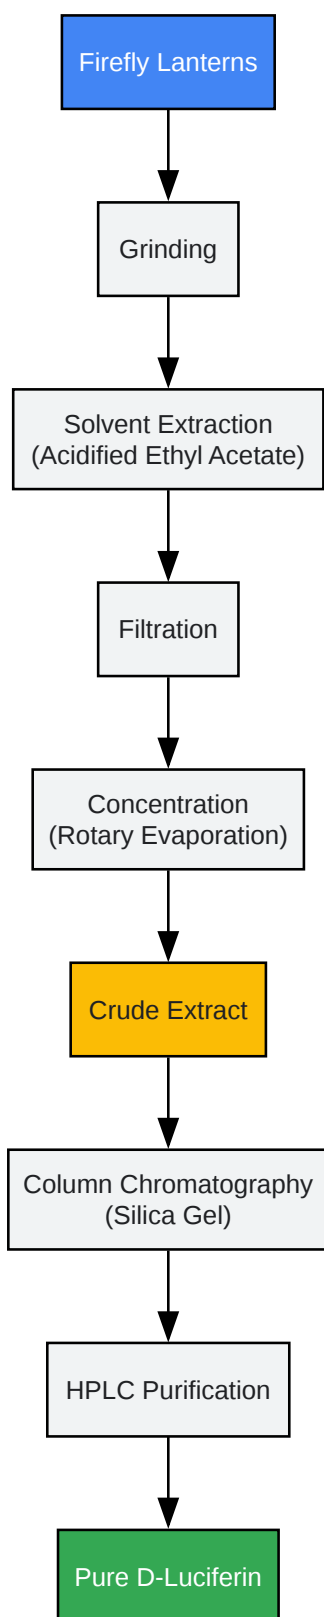 Firefly Lanterns
Grinding
Solvent Extraction
(Acidified Ethyl Acetate)
Filtration
Concentration
(Rotary Evaporation)
Crude Extract
Column Chromatography
(Silica Gel)
HPLC Purification
Pure D-Luciferin